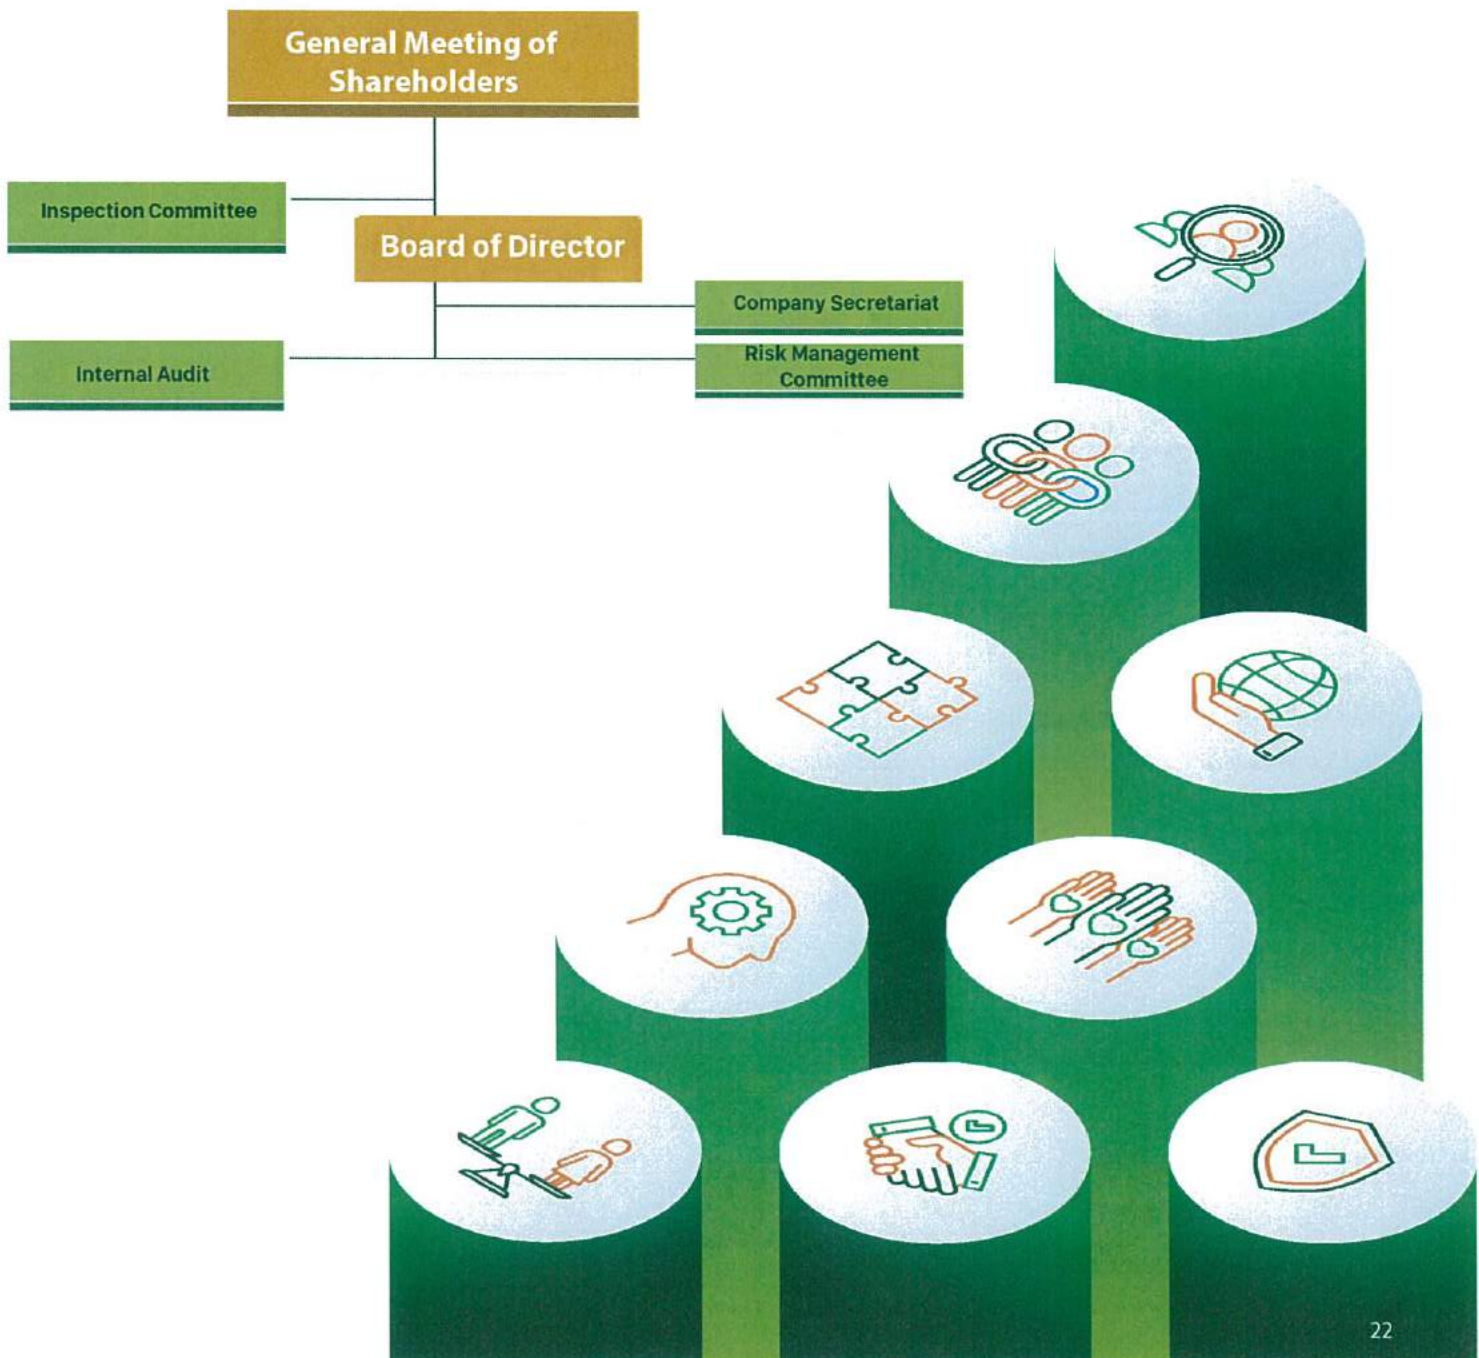 General Meeting of
Shareholders
Inspection Committee
Board of Director
Company Secretariat
Internal Audit
Risk Management
Committee
22